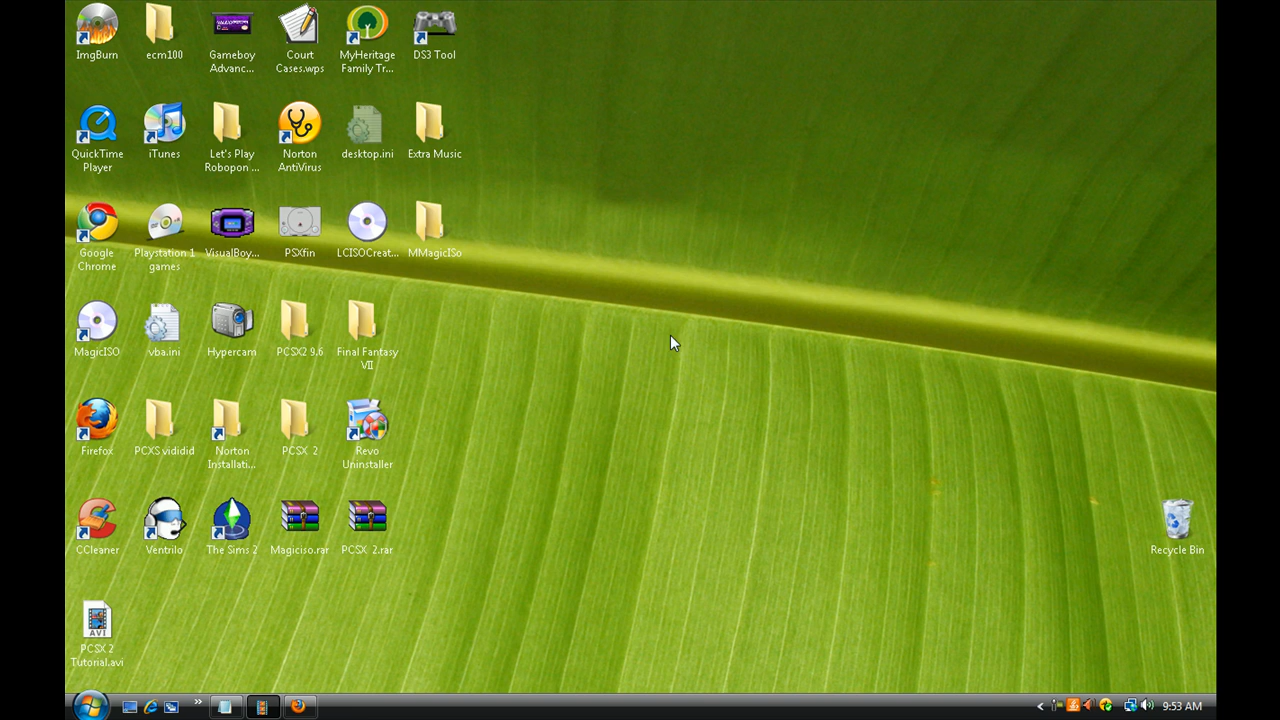 ImgBurn
ecm100
Gameboy
Advanc...
Court
Cases.wps
MyHeritage
Family Tr...
DS3 Tool
QuickTime
Player
iTunes
Let's Play
Robopon ...
Norton
AntiVirus
desktop.ini
Extra Music
Google
Chrome
Playstation 1
games
VisualBoy...
PSXfin
LCISOCreat...
MMagicISo
MagicISO
vba.ini
Hypercam
PCSX2 9.6
Final Fantasy
VII
Firefox
PCXS vididid
Norton
Installati...
PCSX 2
Revo
Uninstaller
CCleaner
Ventrilo
The Sims 2
Magiciso.rar
PCSX 2.rar
Recycle Bin
AVI
PCSX 2
Tutorial.avi
9:53 AM